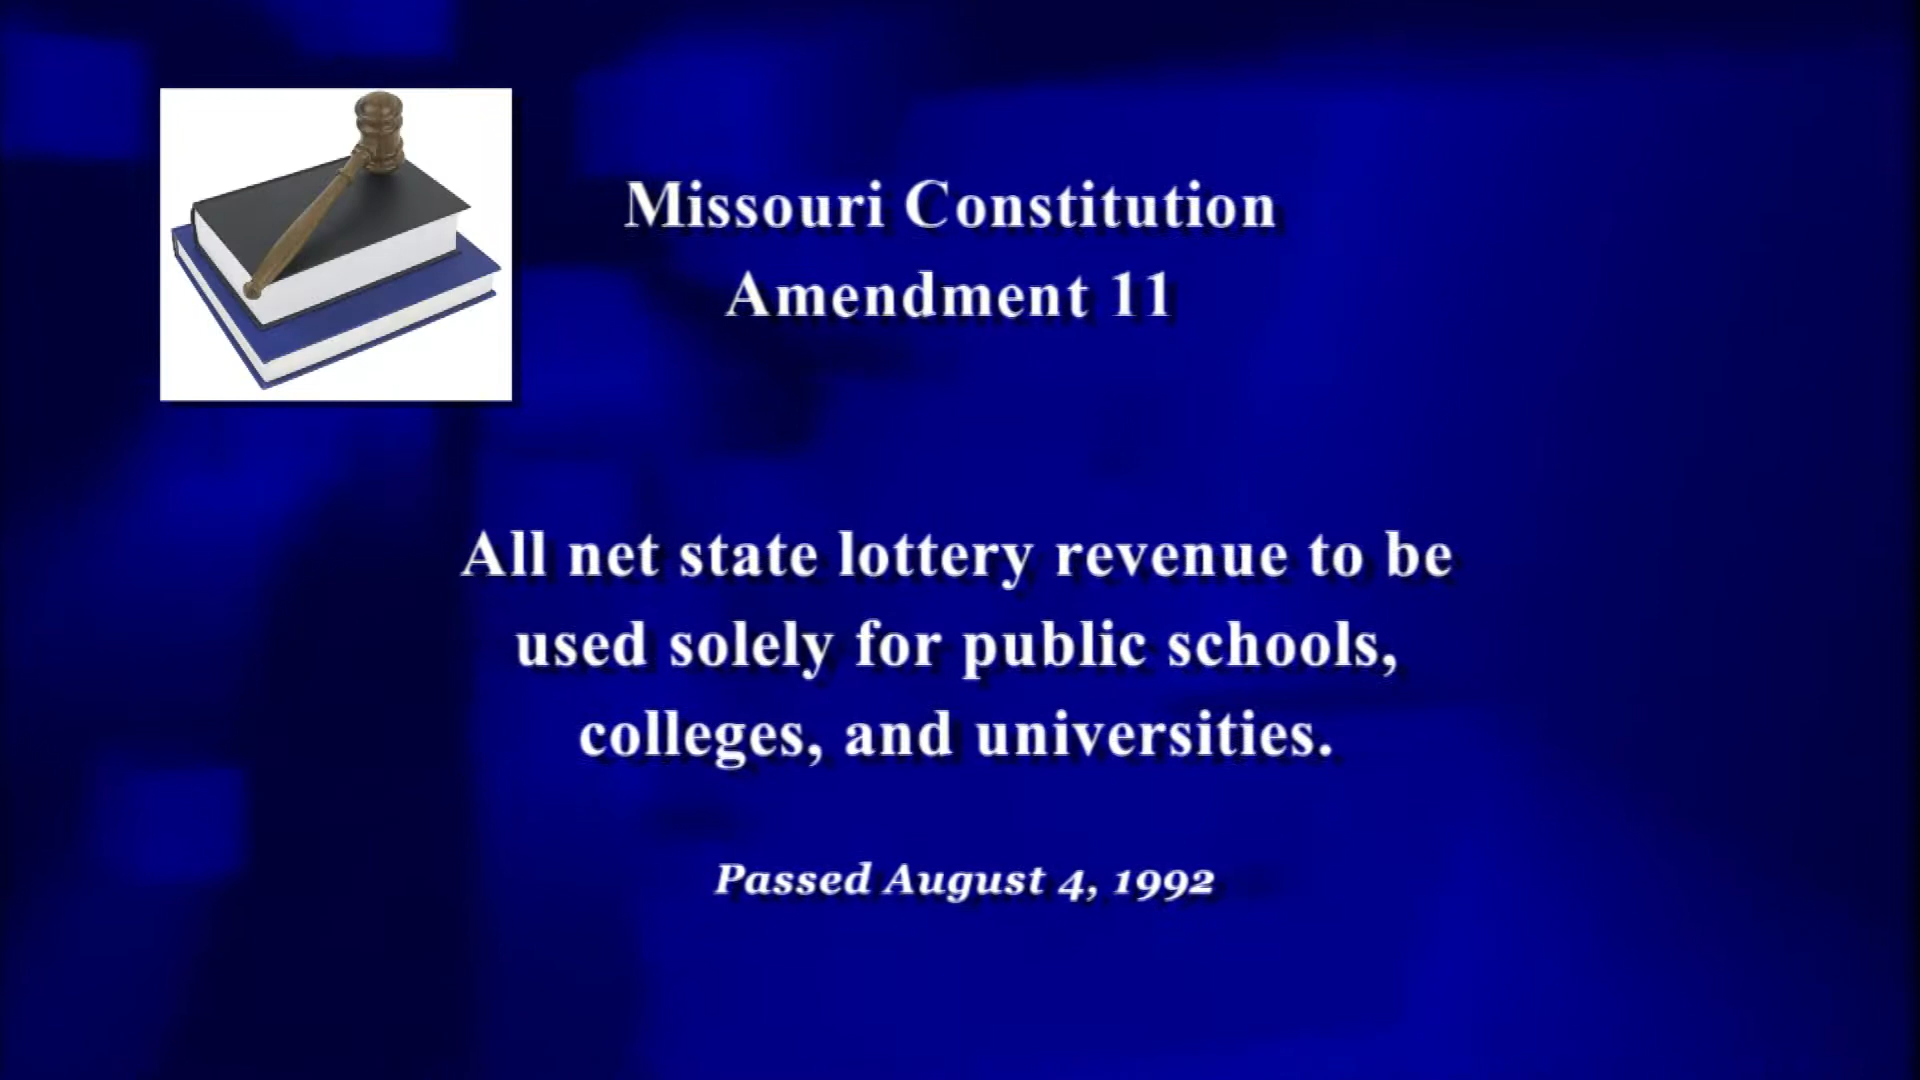 Missouri Constitution
Amendment 11
All net state lottery revenue to be
used solely for public schools,
colleges, and universities.
Passed August 4, 1992